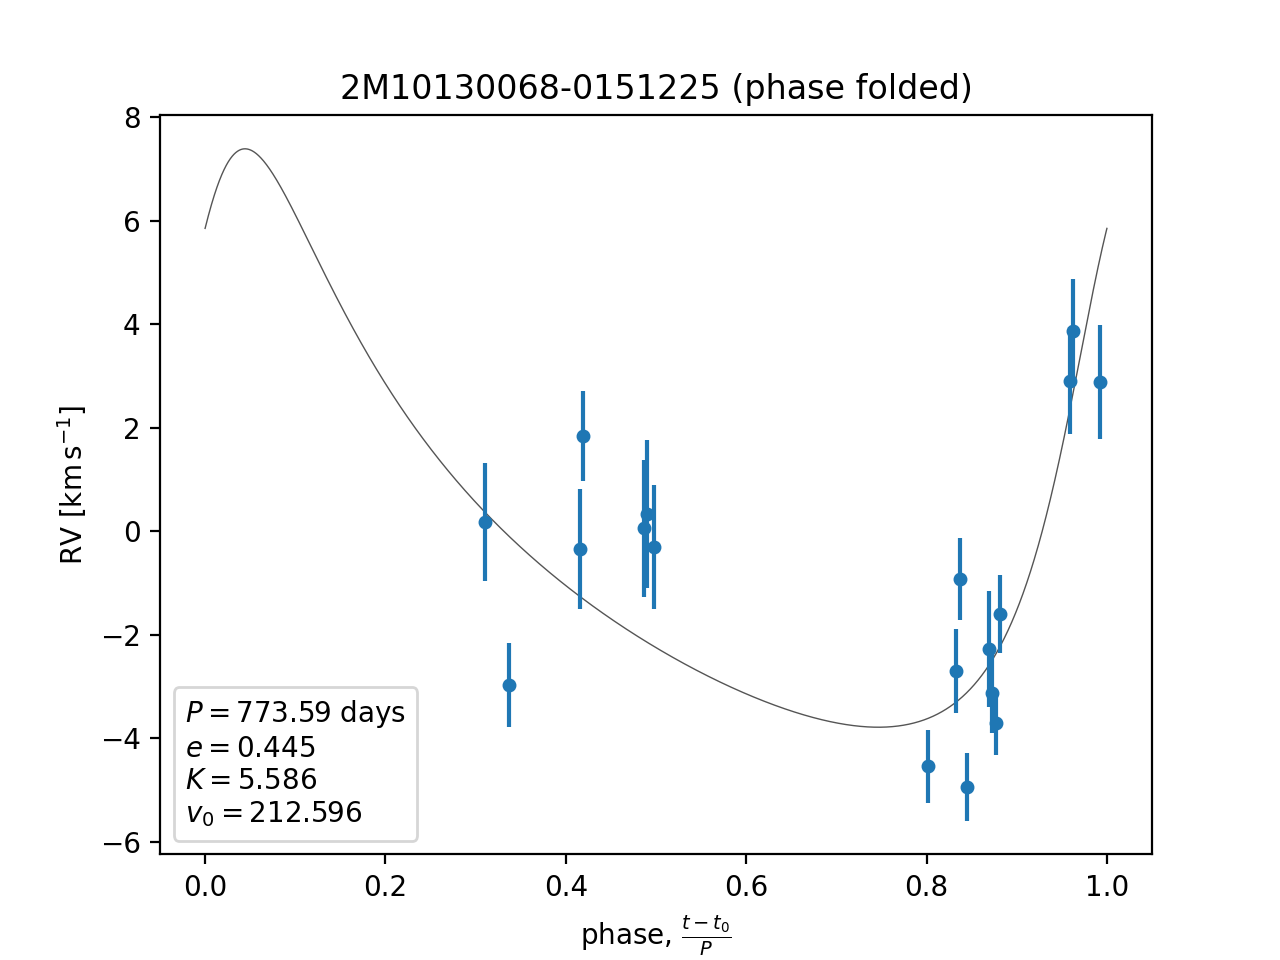 2M10130068-0151225 (phase folded)
RV [km s⁻¹]
8
6
4
2
0
−2
−4
−6
P = 773.59 days
e = 0.445
K = 5.586
v₀ = 212.596
0.0 0.2 0.4 0.6 0.8 1.0
phase, (t − t₀)/P